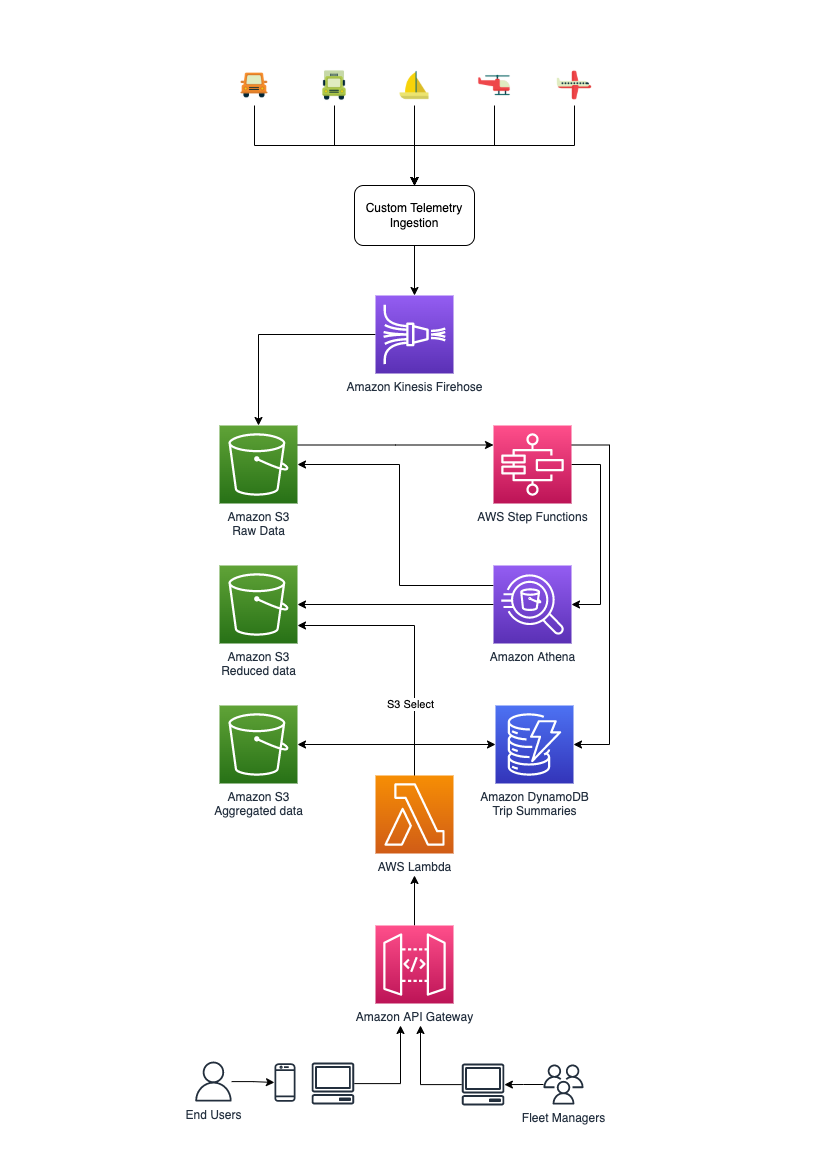 Custom Telemetry
Ingestion
Amazon Kinesis Firehose
Amazon S3
Raw Data
AWS Step Functions
Amazon S3
Reduced data
Amazon Athena
S3 Select
Amazon S3
Aggregated data
Amazon DynamoDB
Trip Summaries
AWS Lambda
</>
Amazon API Gateway
End Users
Fleet Managers